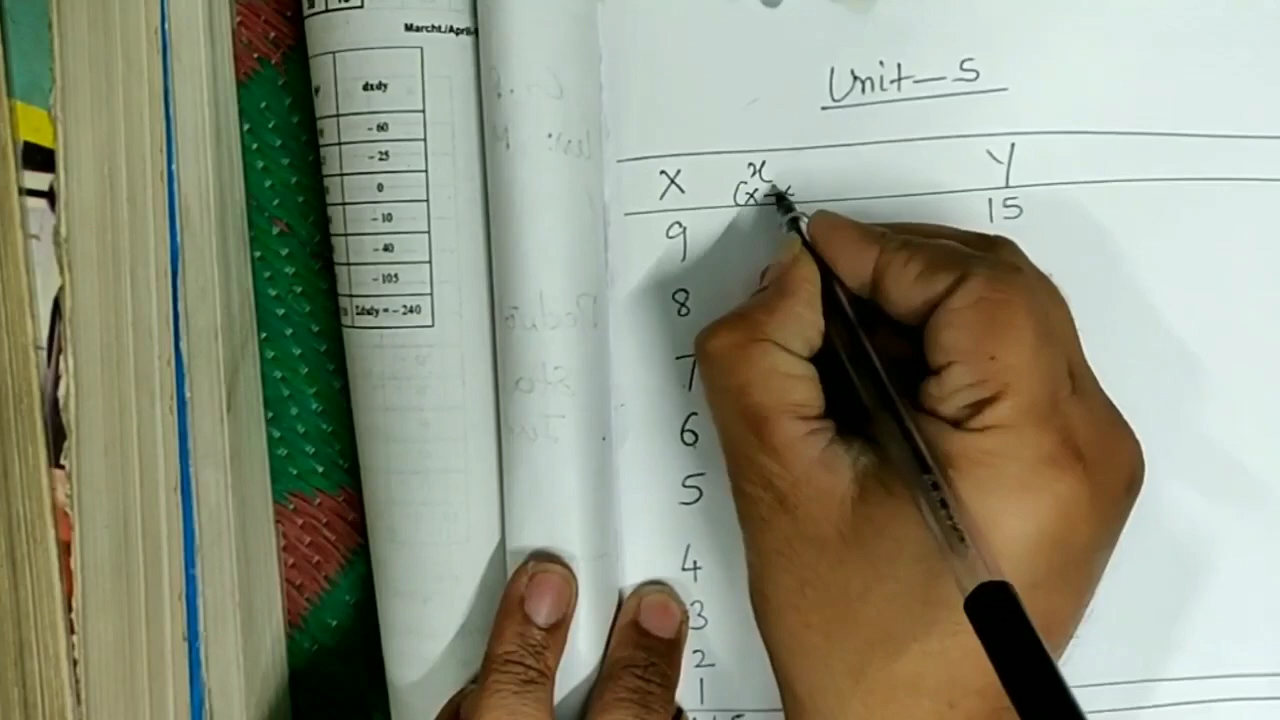 Marcht./April-
dxdy
- 60
- 25
0
- 10
- 40
- 105
Σdxdy = - 240
Unit-5
X x Y
(x-x
9 15
8
7
6
5
4
3
2
1